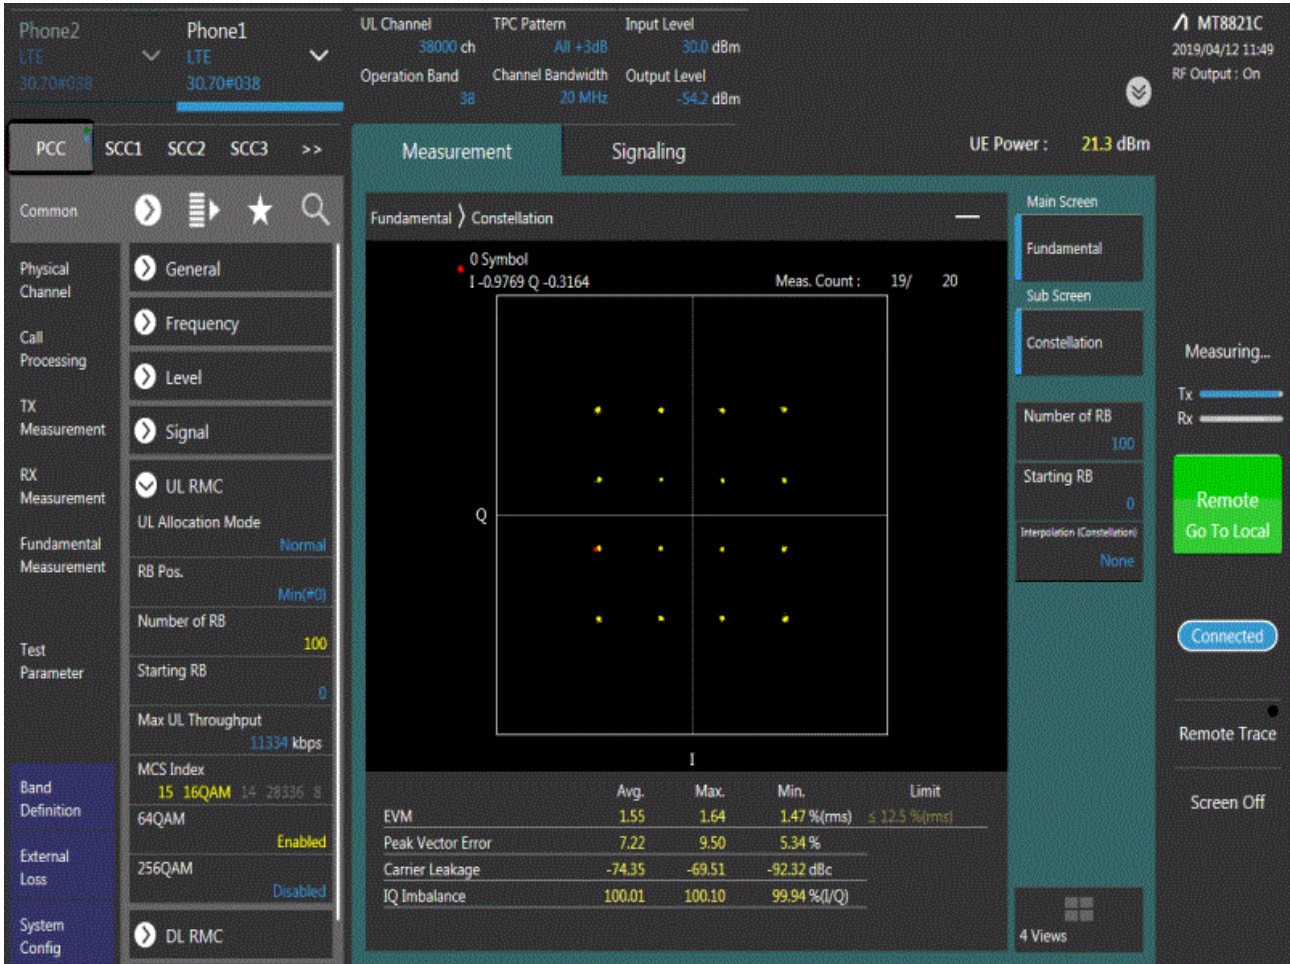 Phone2
LTE
30.70#038
Phone1
LTE
30.70#038
UL Channel
38000 ch
TPC Pattern
All +3dB
Input Level
30.0 dBm
Operation Band
38
Channel Bandwidth
20 MHz
Output Level
-54.2 dBm
MT8821C
2019/04/12 11:49
RF Output : On
PCC SCC1 SCC2 SCC3 >>
Measurement
Signaling
UE Power : 21.3 dBm
Common
Physical
Channel
Call
Processing
TX
Measurement
RX
Measurement
Fundamental
Measurement
Test
Parameter
Band
Definition
External
Loss
System
Config
General
Frequency
Level
Signal
UL RMC
UL Allocation Mode
Normal
RB Pos.
Min(#0)
Number of RB
100
Starting RB
0
Max UL Throughput
11334 kbps
MCS Index
15 16QAM 14 28336 8
64QAM
Enabled
256QAM
Disabled
DL RMC
Fundamental ⟩ Constellation
0 Symbol
I -0.9769 Q -0.3164
Meas. Count : 19/ 20
Q
I
Avg. Max. Min. Limit
EVM 1.55 1.64 1.47 %(rms) ≤ 12.5 %(rms)
Peak Vector Error 7.22 9.50 5.34 %
Carrier Leakage -74.35 -69.51 -92.32 dBc
IQ Imbalance 100.01 100.10 99.94 %(I/Q)
Main Screen
Fundamental
Sub Screen
Constellation
Number of RB
100
Starting RB
0
Interpolation (Constellation)
None
4 Views
Measuring...
Tx
Rx
Remote
Go To Local
Connected
Remote Trace
Screen Off